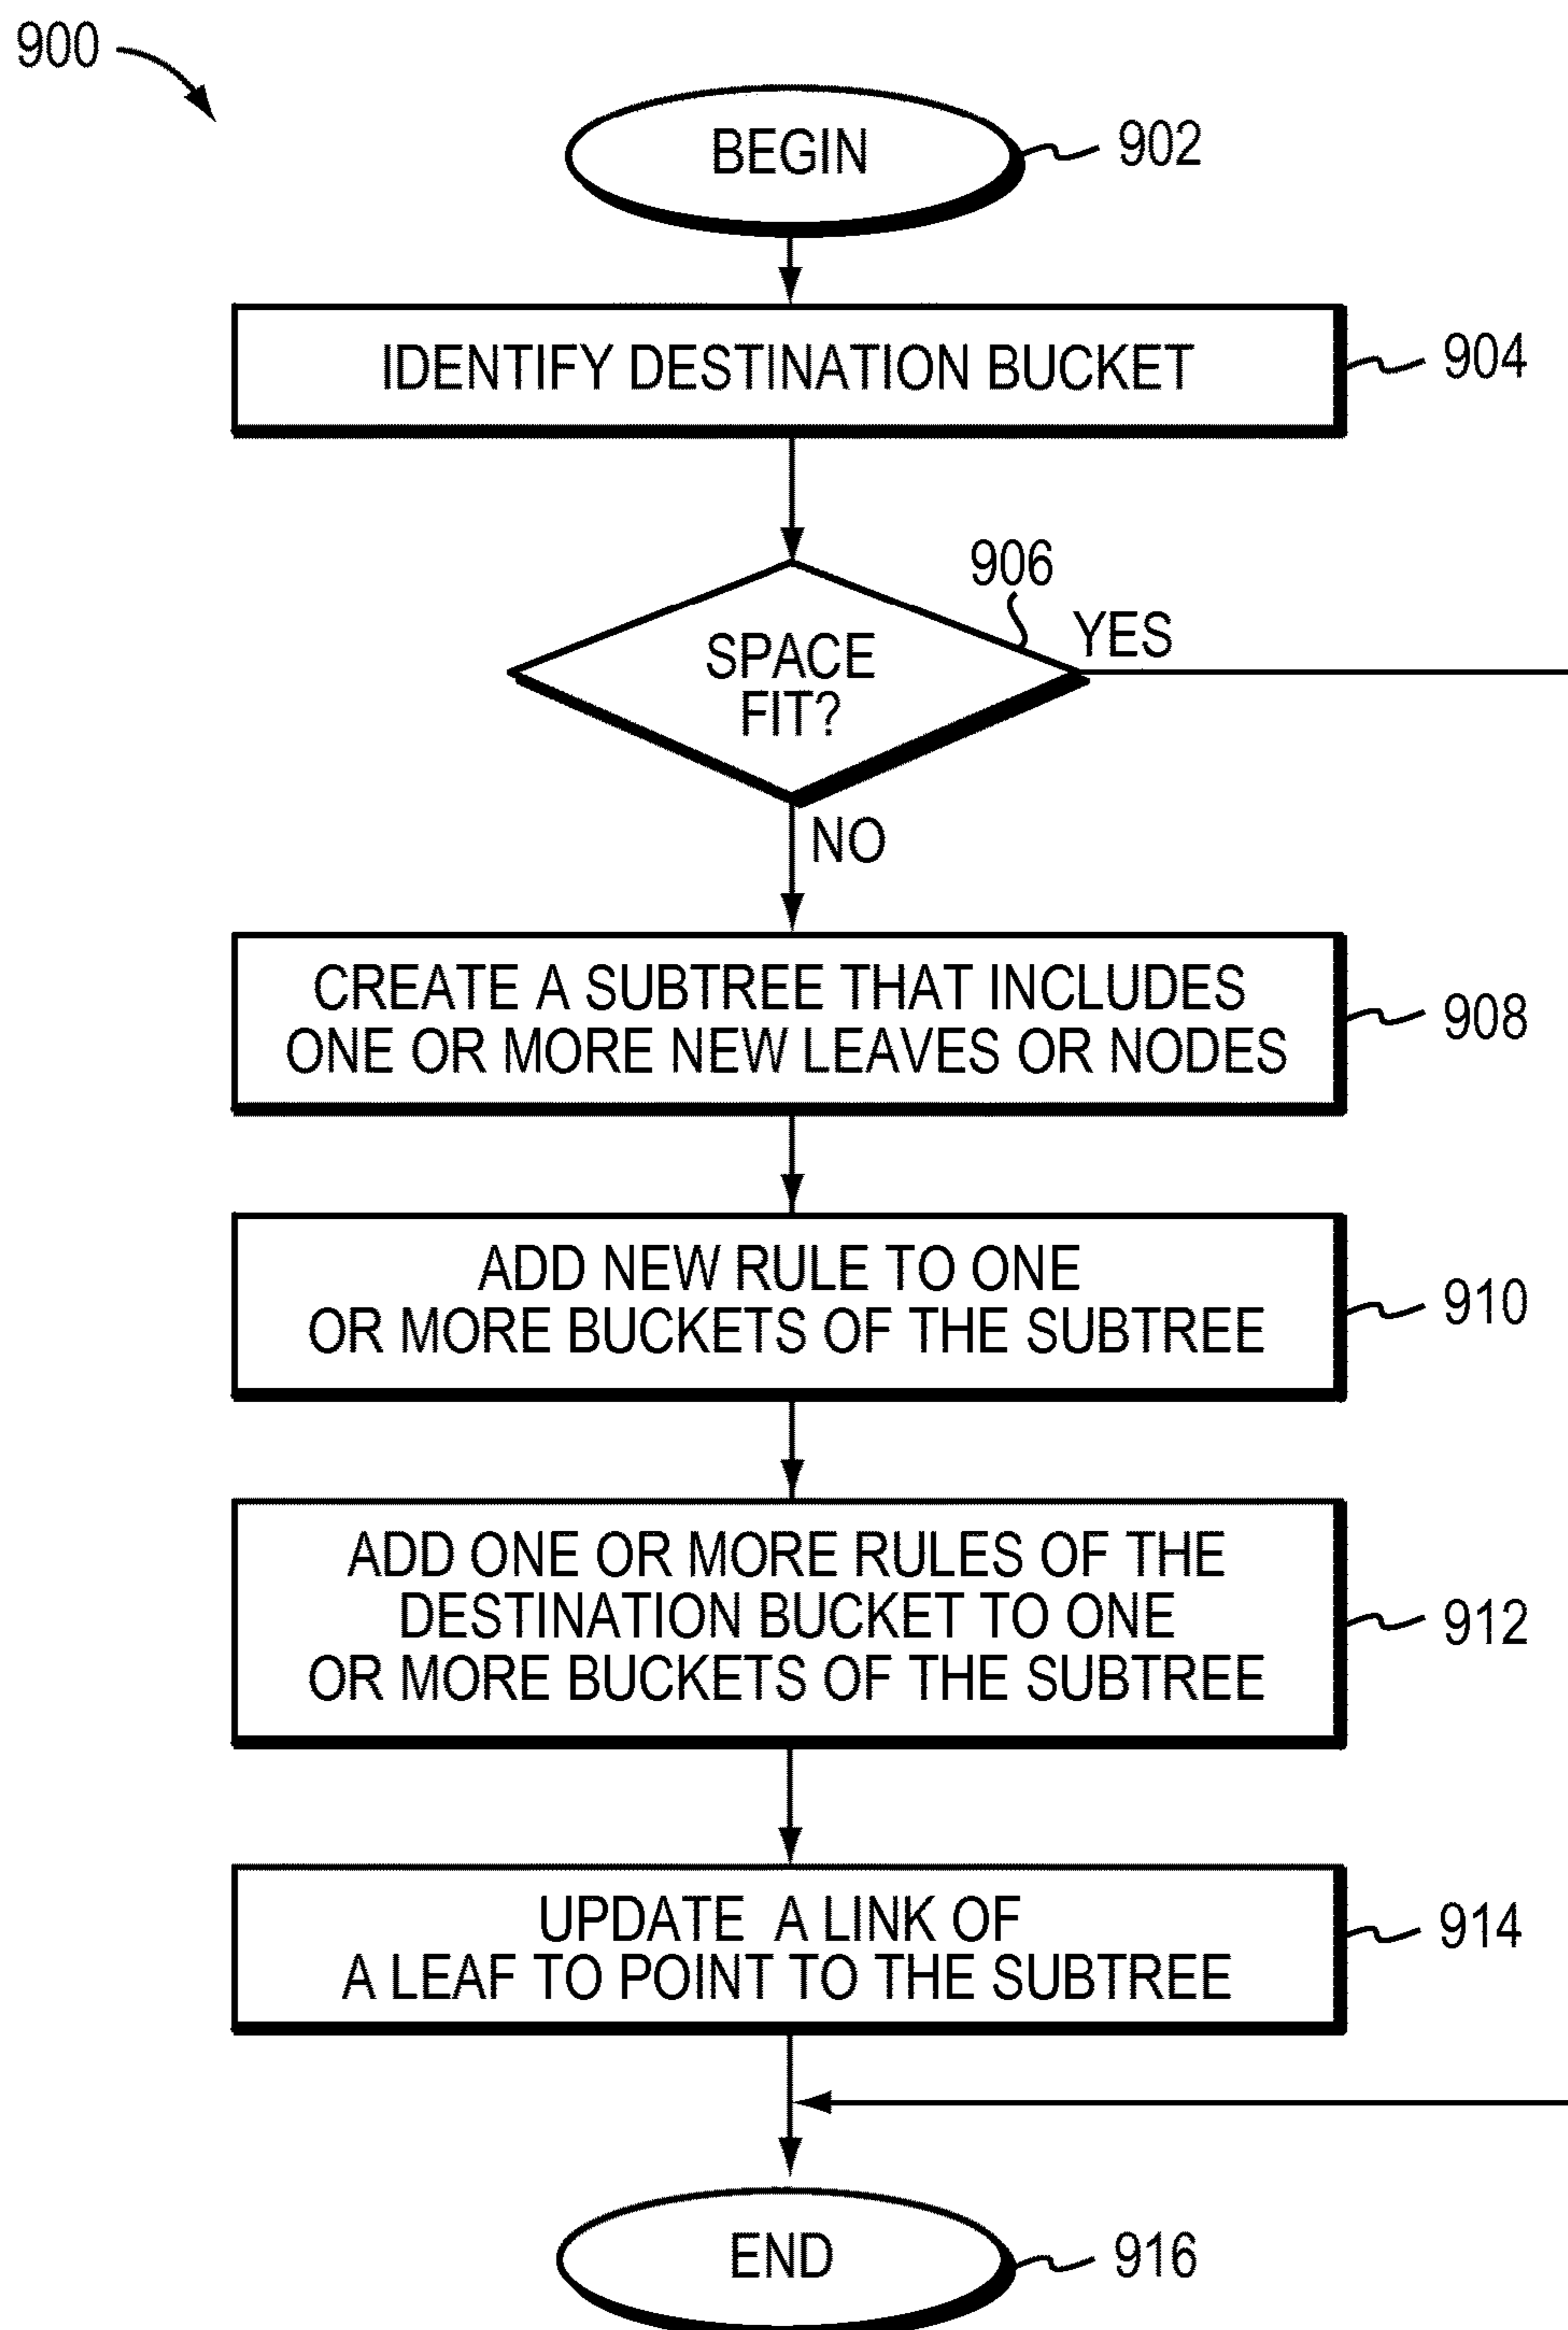 900
BEGIN
902
IDENTIFY DESTINATION BUCKET
904
906
YES
SPACE
FIT?
NO
CREATE A SUBTREE THAT INCLUDES
ONE OR MORE NEW LEAVES OR NODES
908
ADD NEW RULE TO ONE
OR MORE BUCKETS OF THE SUBTREE
910
ADD ONE OR MORE RULES OF THE
DESTINATION BUCKET TO ONE
OR MORE BUCKETS OF THE SUBTREE
912
UPDATE A LINK OF
A LEAF TO POINT TO THE SUBTREE
914
END
916